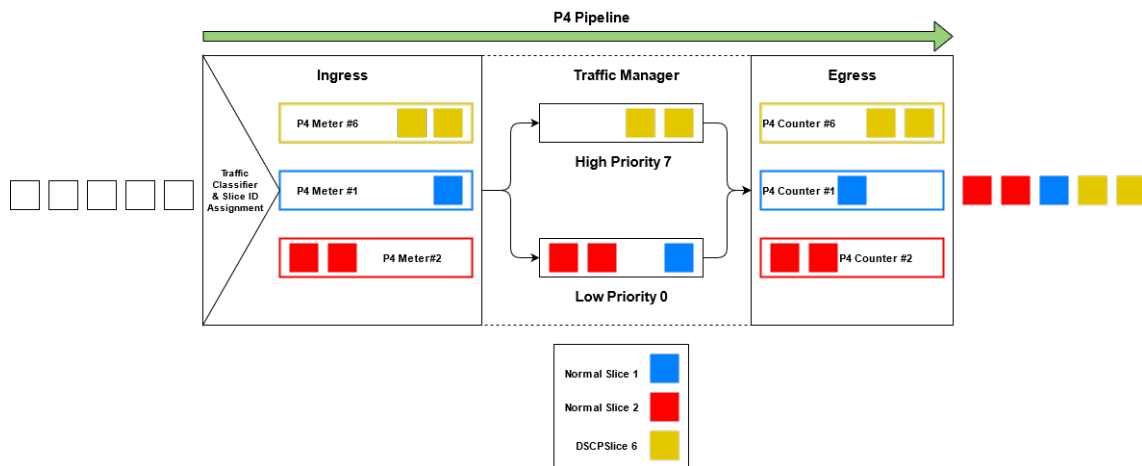 P4 Pipeline
Ingress
Traffic Manager
Egress
P4 Meter #6
P4 Counter #6
High Priority 7
Traffic
Classifier
& Slice ID
Assignment
P4 Meter #1
P4 Counter #1
P4 Meter#2
P4 Counter #2
Low Priority 0
Normal Slice 1
Normal Slice 2
DSCPSlice 6